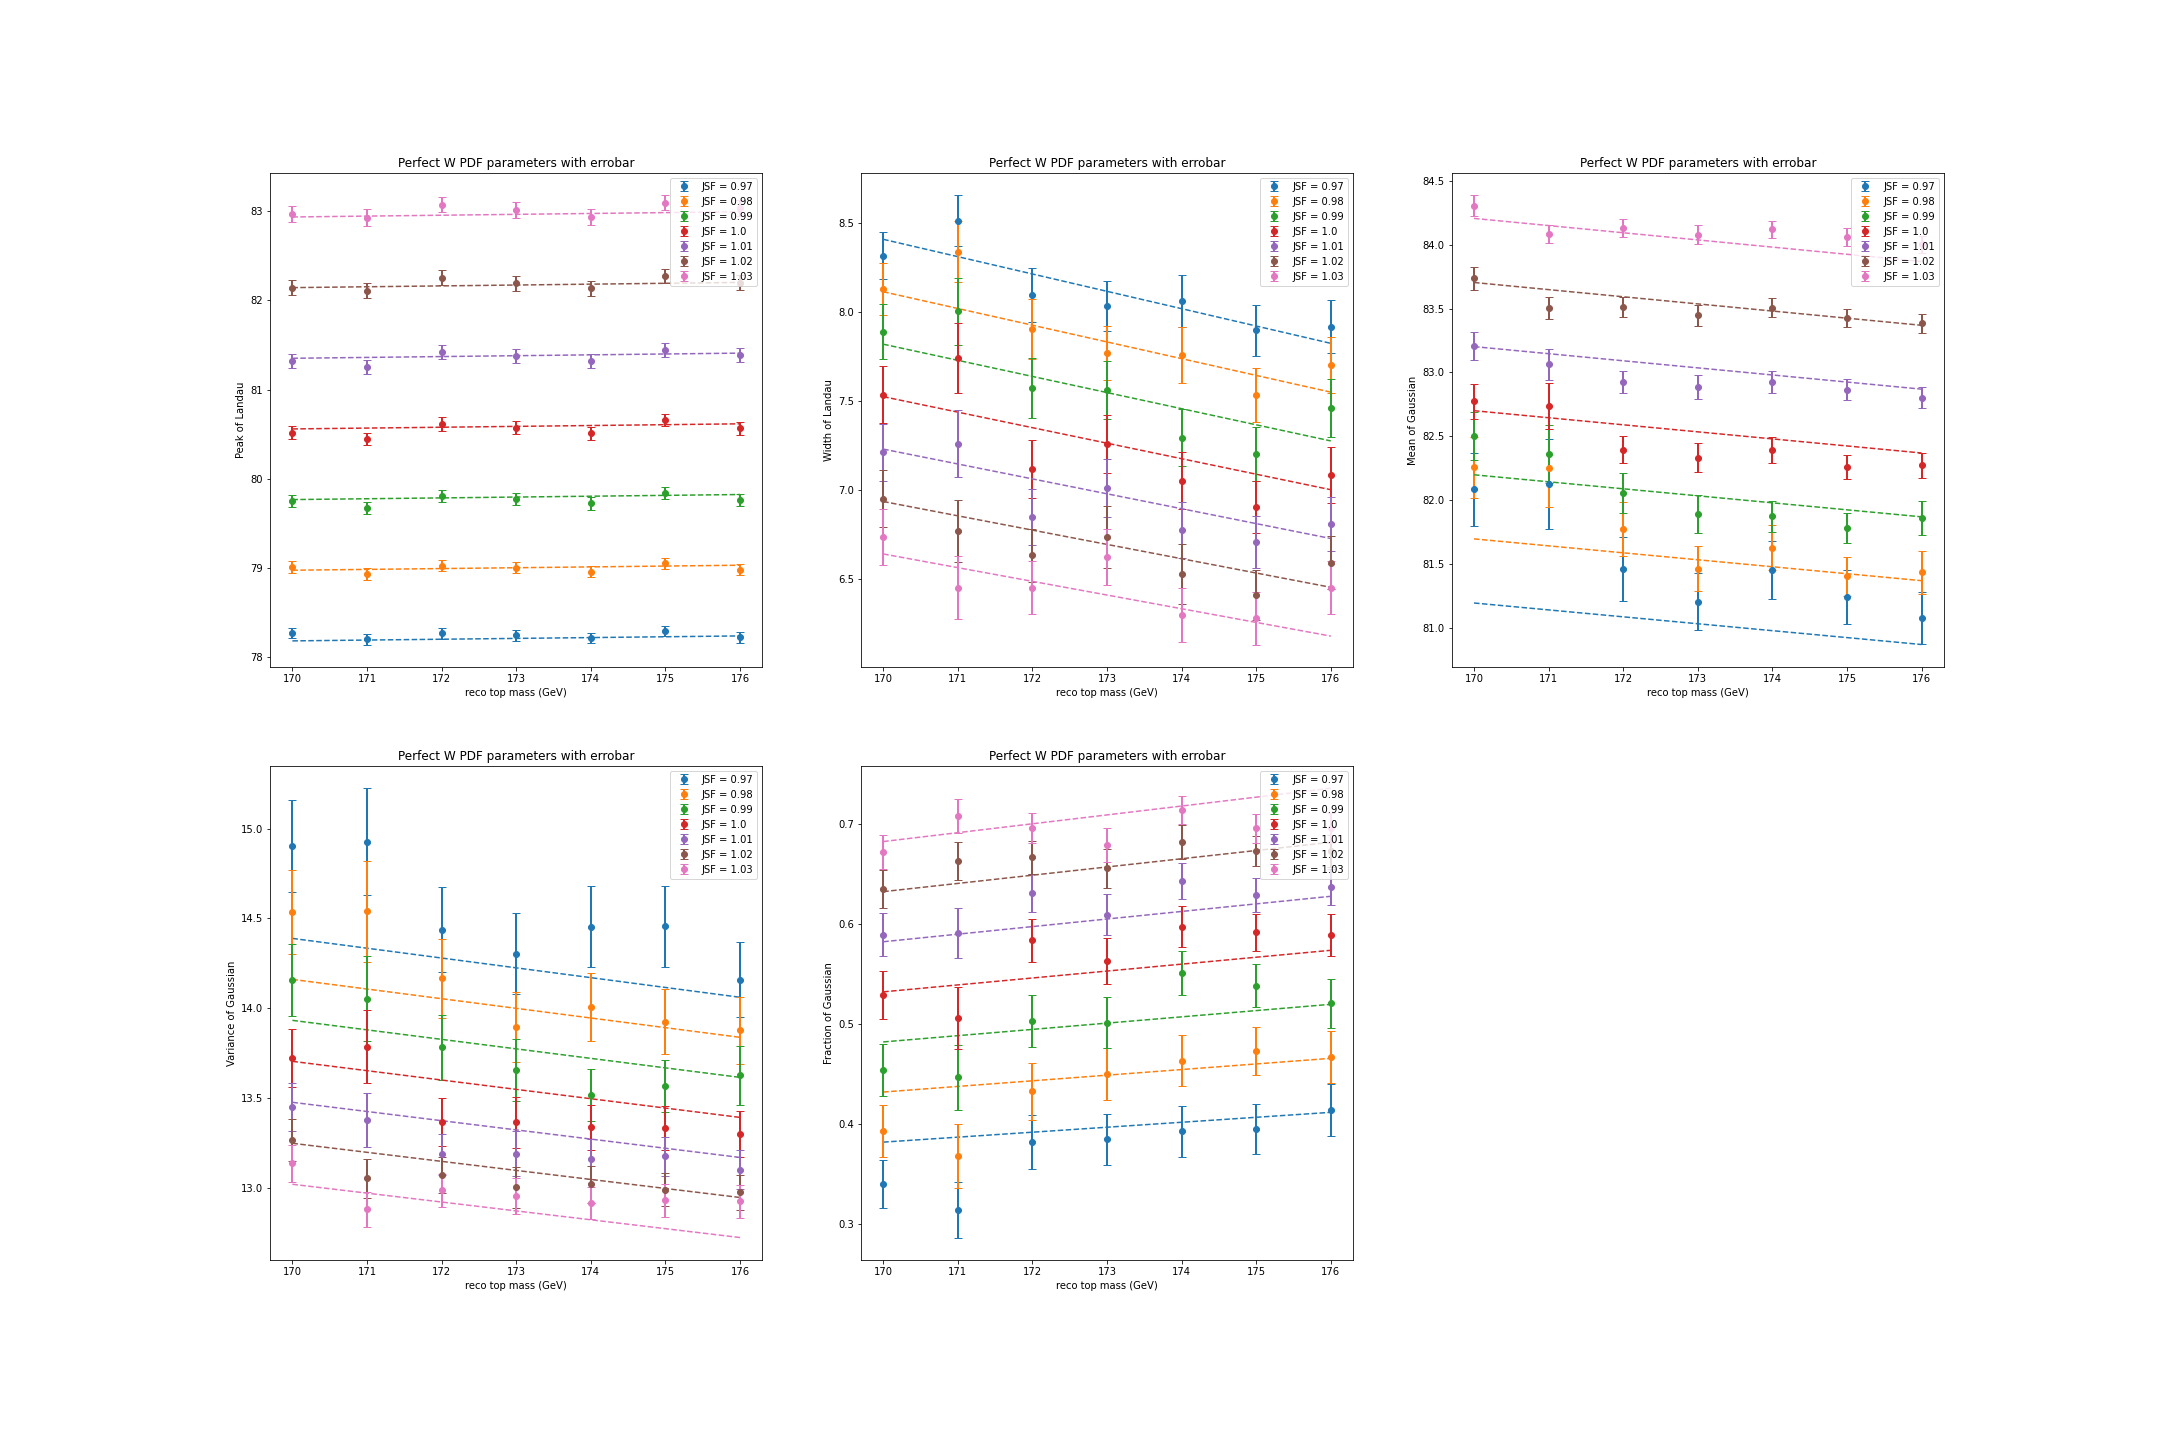 Perfect W PDF parameters with errobar
Peak of Landau
83
82
81
80
79
78
170 171 172 173 174 175 176
reco top mass (GeV)
JSF = 0.97
JSF = 0.98
JSF = 0.99
JSF = 1.0
JSF = 1.01
JSF = 1.02
JSF = 1.03
Perfect W PDF parameters with errobar
Width of Landau
8.5
8.0
7.5
7.0
6.5
170 171 172 173 174 175 176
reco top mass (GeV)
JSF = 0.97
JSF = 0.98
JSF = 0.99
JSF = 1.0
JSF = 1.01
JSF = 1.02
JSF = 1.03
Perfect W PDF parameters with errobar
Mean of Gaussian
84.5
84.0
83.5
83.0
82.5
82.0
81.5
81.0
170 171 172 173 174 175 176
reco top mass (GeV)
JSF = 0.97
JSF = 0.98
JSF = 0.99
JSF = 1.0
JSF = 1.01
JSF = 1.02
JSF = 1.03
Perfect W PDF parameters with errobar
Variance of Gaussian
15.0
14.5
14.0
13.5
13.0
170 171 172 173 174 175 176
reco top mass (GeV)
JSF = 0.97
JSF = 0.98
JSF = 0.99
JSF = 1.0
JSF = 1.01
JSF = 1.02
JSF = 1.03
Perfect W PDF parameters with errobar
Fraction of Gaussian
0.7
0.6
0.5
0.4
0.3
170 171 172 173 174 175 176
reco top mass (GeV)
JSF = 0.97
JSF = 0.98
JSF = 0.99
JSF = 1.0
JSF = 1.01
JSF = 1.02
JSF = 1.03